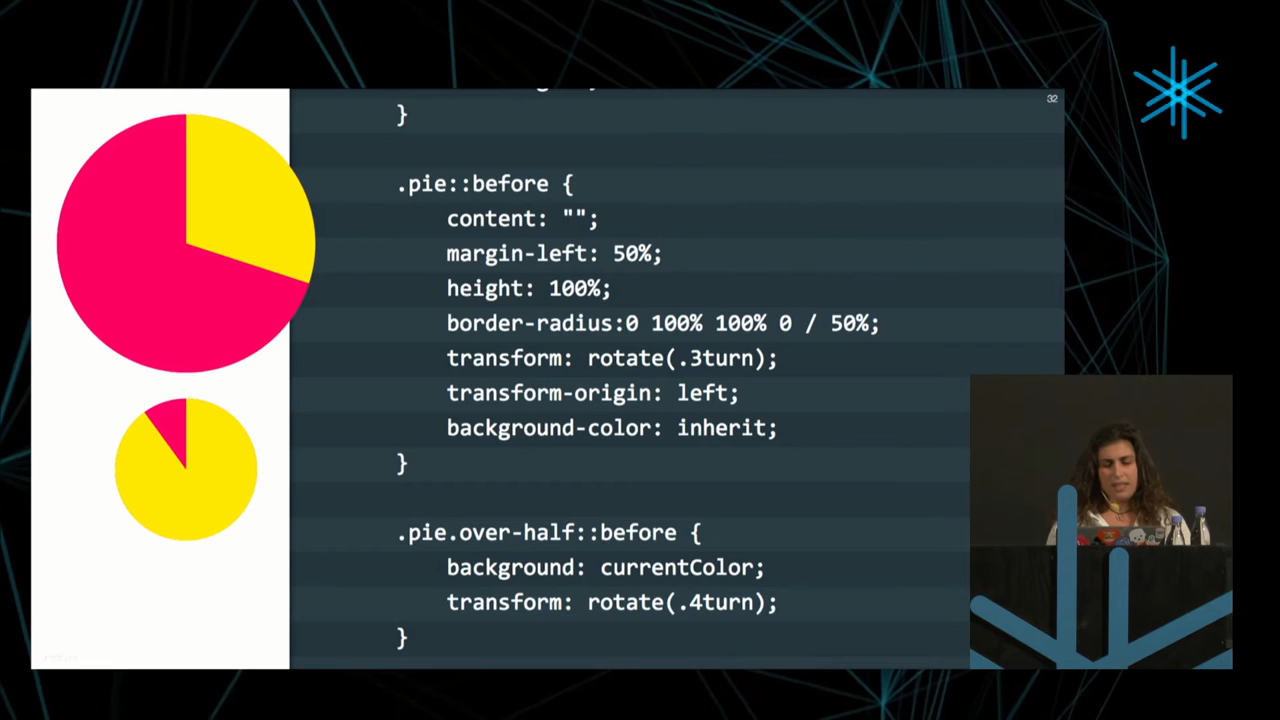 32
}
.pie::before {
content: "";
margin-left: 50%;
height: 100%;
border-radius:0 100% 100% 0 / 50%;
transform: rotate(.3turn);
transform-origin: left;
background-color: inherit;
}
.pie.over-half::before {
background: currentColor;
transform: rotate(.4turn);
}